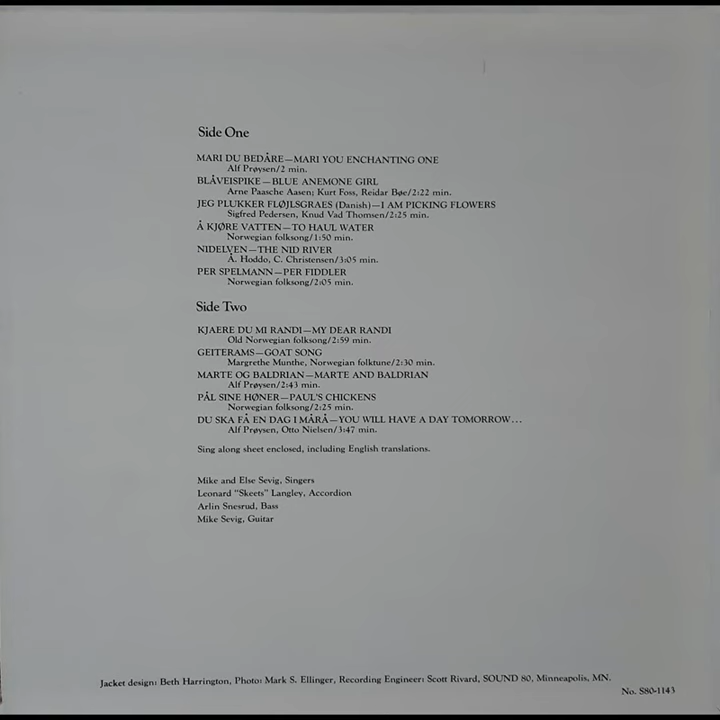 Side One
MARI DU BEDÅRE—MARI YOU ENCHANTING ONE
Alf Prøysen/2 min.
BLÅVEISPIKE—BLUE ANEMONE GIRL
Arne Paasche Aasen; Kurt Foss, Reidar Bøe/2:22 min.
JEG PLUKKER FLØJLSGRAES (Danish)—I AM PICKING FLOWERS
Sigfred Pedersen, Knud Vad Thomsen/2:25 min.
Å KJØRE VATTEN—TO HAUL WATER
Norwegian folksong/1:50 min.
NIDELVEN—THE NID RIVER
Å. Hoddo, C. Christensen/3:05 min.
PER SPELMANN—PER FIDDLER
Norwegian folksong/2:05 min.
Side Two
KJAERE DU MI RANDI—MY DEAR RANDI
Old Norwegian folksong/2:59 min.
GEITERAMS—GOAT SONG
Margrethe Munthe, Norwegian folktune/2:30 min.
MARTE OG BALDRIAN—MARTE AND BALDRIAN
Alf Prøysen/2:43 min.
PÅL SINE HØNER—PAUL'S CHICKENS
Norwegian folksong/2:25 min.
DU SKA FÅ EN DAG I MÅRÅ—YOU WILL HAVE A DAY TOMORROW...
Alf Prøysen, Otto Nielsen/3:47 min.
Sing along sheet enclosed, including English translations.
Mike and Else Sevig, Singers
Leonard "Skeets" Langley, Accordion
Arlin Snesrud, Bass
Mike Sevig, Guitar
Jacket design: Beth Harrington, Photo: Mark S. Ellinger, Recording Engineer: Scott Rivard, SOUND 80, Minneapolis, MN.
No. S80-1143